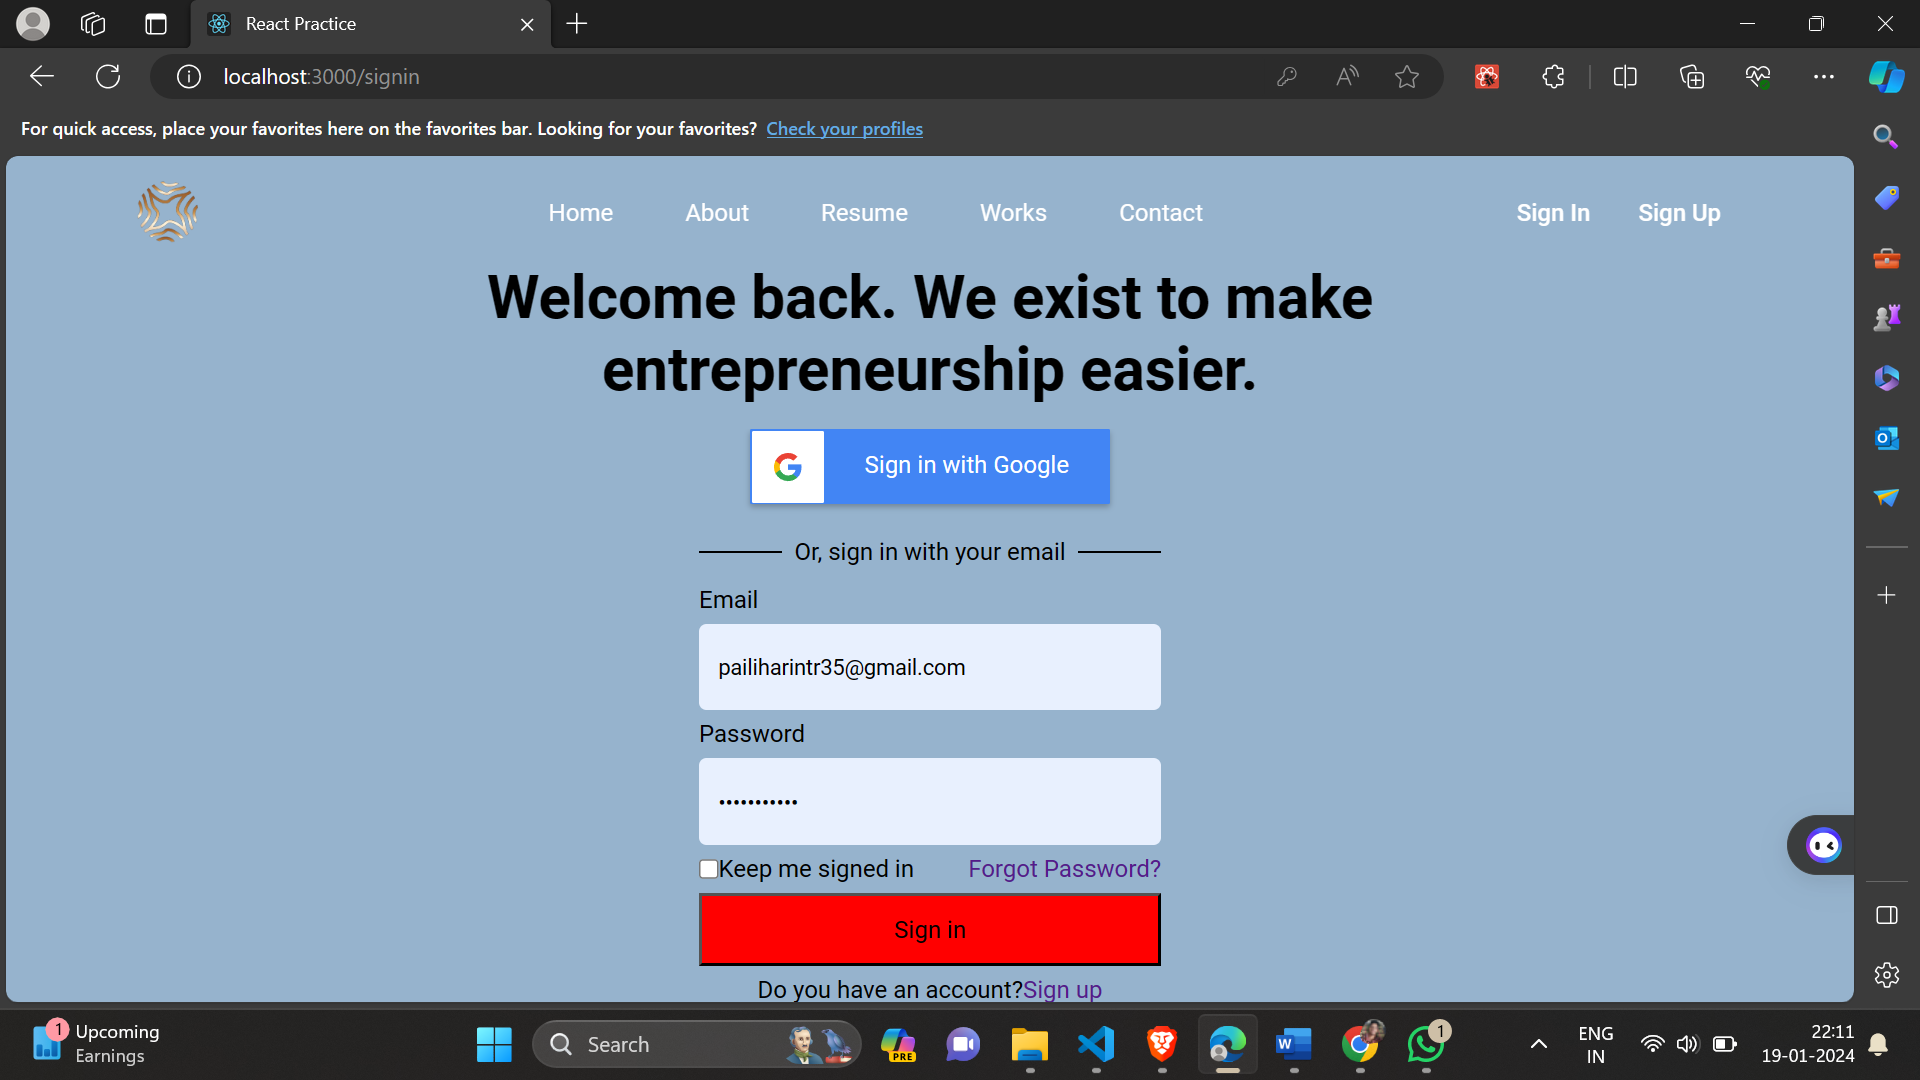 React Practice
localhost:3000/signin
For quick access, place your favorites here on the favorites bar. Looking for your favorites? Check your profiles
Home About Resume Works Contact Sign In Sign Up
Welcome back. We exist to make
entrepreneurship easier.
Sign in with Google
Or, sign in with your email
Email
pailiharintr35@gmail.com
Password
•••••••••••
Keep me signed in Forgot Password?
Sign in
Do you have an account?Sign up
1
Upcoming
Earnings
Search
PRE
1
ENG
IN
22:11
19-01-2024